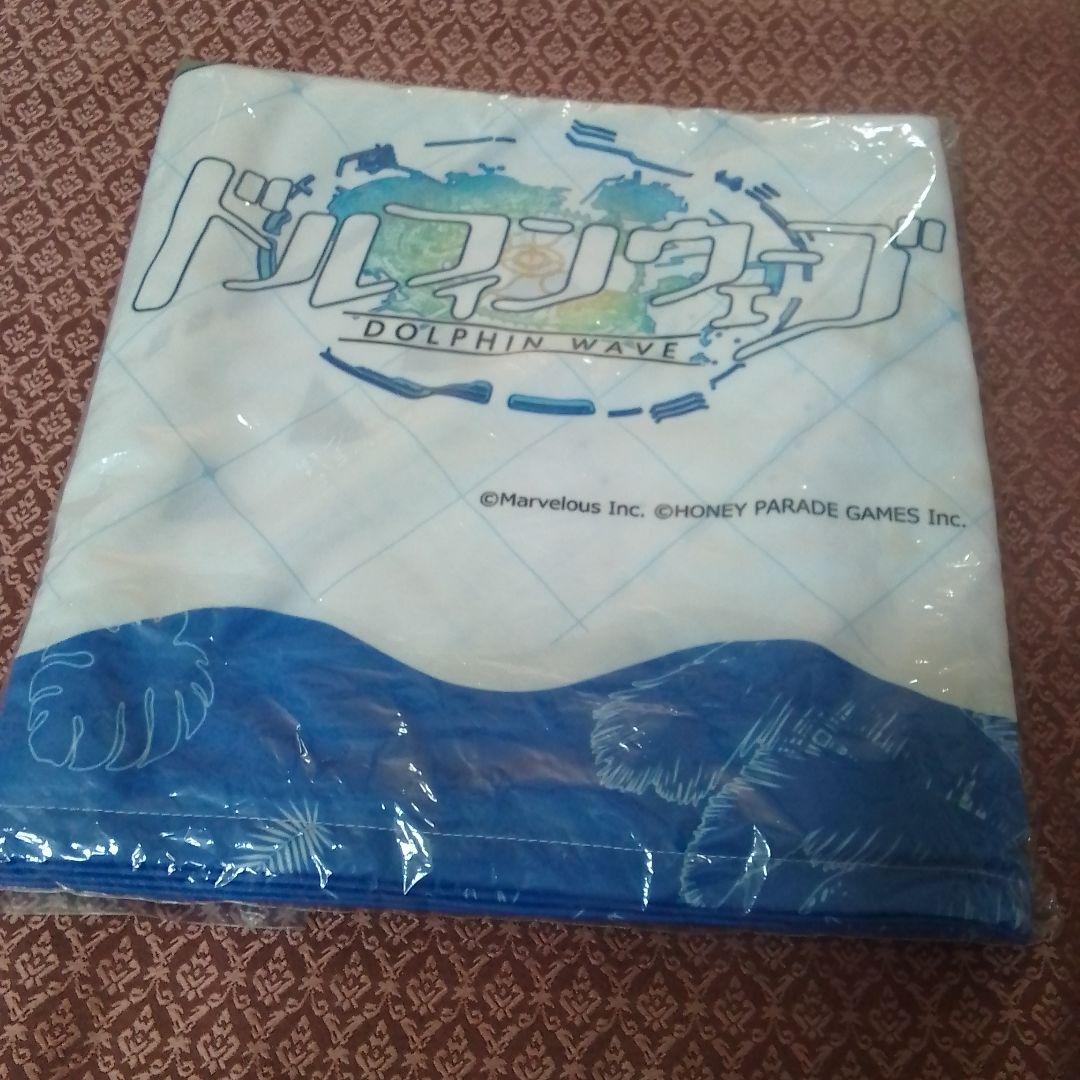 ドルフィンウェーブ
DOLPHIN WAVE
©Marvelous Inc. ©HONEY PARADE GAMES Inc.